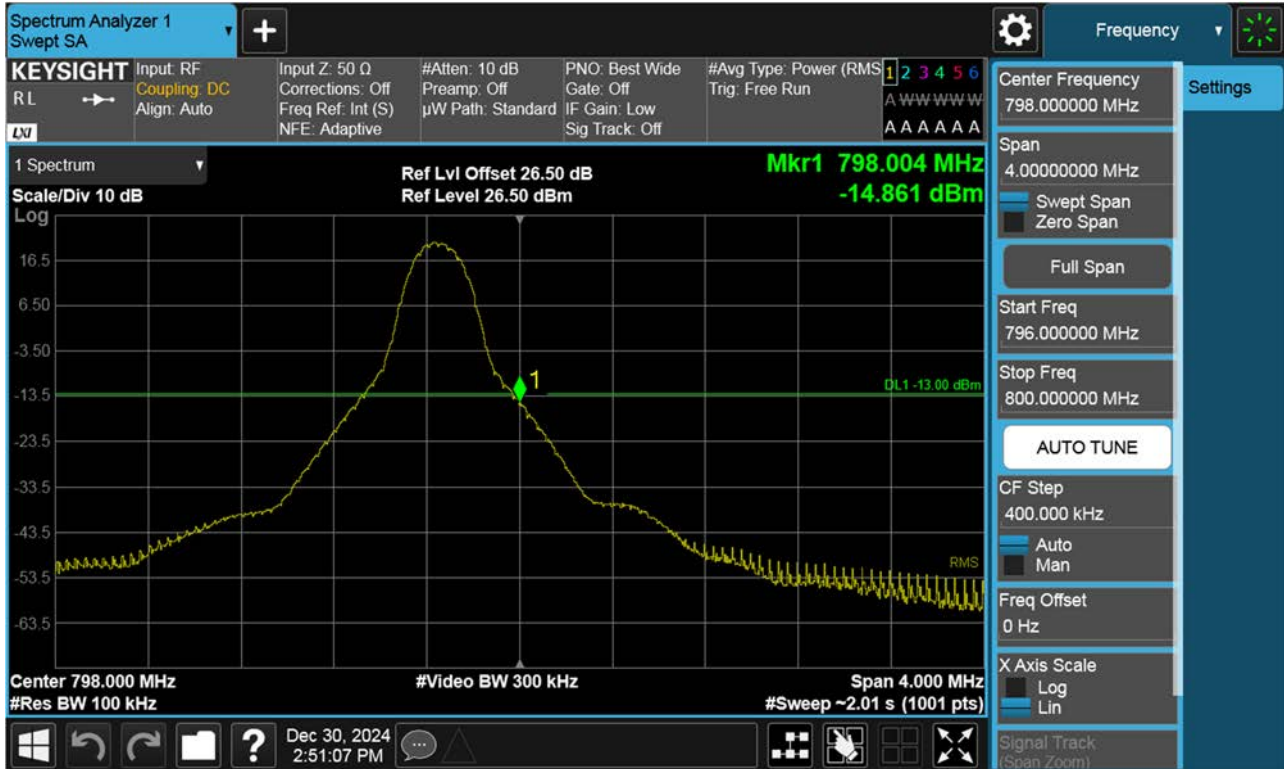 Spectrum Analyzer 1
Swept SA
Frequency
KEYSIGHT
RL
LXI
Input: RF
Coupling: DC
Align: Auto
Input Z: 50 Ω
Corrections: Off
Freq Ref: Int (S)
NFE: Adaptive
#Atten: 10 dB
Preamp: Off
µW Path: Standard
PNO: Best Wide
Gate: Off
IF Gain: Low
Sig Track: Off
#Avg Type: Power (RMS
Trig: Free Run
1 2 3 4 5 6
A W W W W W
A A A A A A
1 Spectrum
Scale/Div 10 dB
Log
Ref Lvl Offset 26.50 dB
Ref Level 26.50 dBm
Mkr1 798.004 MHz
-14.861 dBm
16.5
6.50
-3.50
-13.5
-23.5
-33.5
-43.5
-53.5
-63.5
1
DL1 -13.00 dBm
RMS
Center 798.000 MHz
#Video BW 300 kHz
Span 4.000 MHz
#Res BW 100 kHz
#Sweep ~2.01 s (1001 pts)
Center Frequency
798.000000 MHz
Settings
Span
4.00000000 MHz
Swept Span
Zero Span
Full Span
Start Freq
796.000000 MHz
Stop Freq
800.000000 MHz
AUTO TUNE
CF Step
400.000 kHz
Auto
Man
Freq Offset
0 Hz
X Axis Scale
Log
Lin
Signal Track
(Span Zoom)
?
Dec 30, 2024
2:51:07 PM